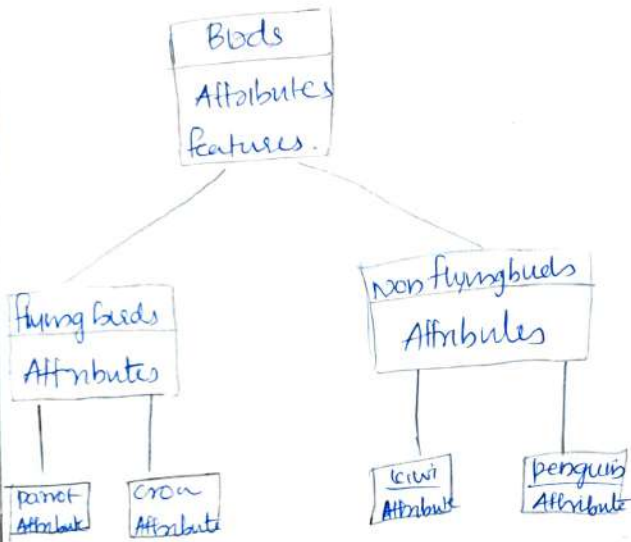 Birds
Attributes
features.
flying birds
Attributes
Non flying birds
Attributes
parrot
Attribute
crow
Attribute
kiwi
Attribute
penguin
Attribute